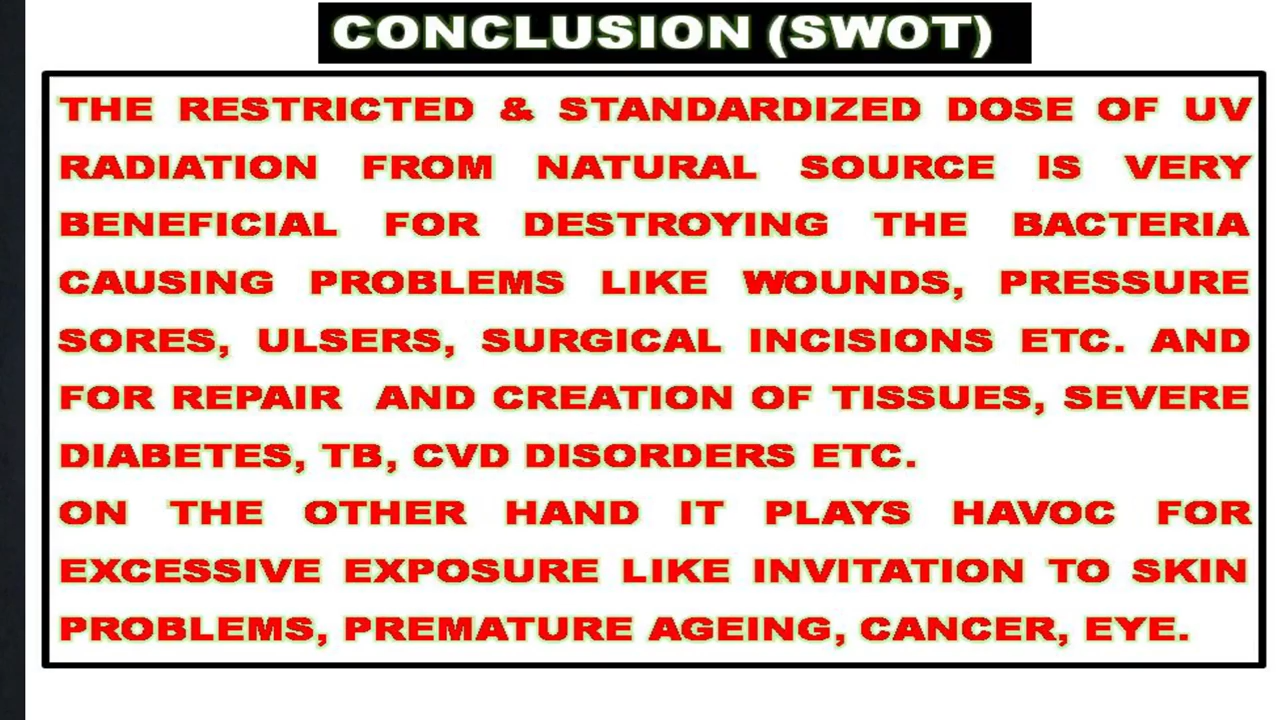 CONCLUSION (SWOT)
THE RESTRICTED & STANDARDIZED DOSE OF UV
RADIATION FROM NATURAL SOURCE IS VERY
BENEFICIAL FOR DESTROYING THE BACTERIA
CAUSING PROBLEMS LIKE WOUNDS, PRESSURE
SORES, ULSERS, SURGICAL INCISIONS ETC. AND
FOR REPAIR AND CREATION OF TISSUES, SEVERE
DIABETES, TB, CVD DISORDERS ETC.
ON THE OTHER HAND IT PLAYS HAVOC FOR
EXCESSIVE EXPOSURE LIKE INVITATION TO SKIN
PROBLEMS, PREMATURE AGEING, CANCER, EYE.